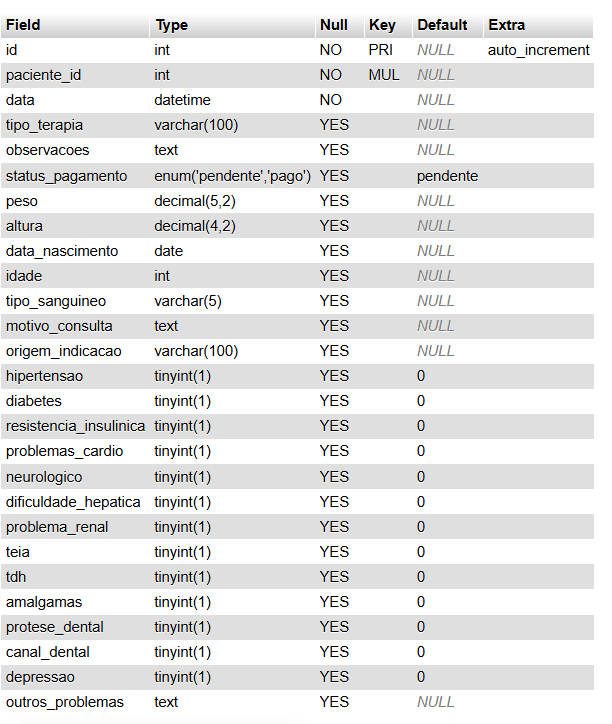 Field Type Null Key Default Extra
id int NO PRI NULL auto_increment
paciente_id int NO MUL NULL
data datetime NO NULL
tipo_terapia varchar(100) YES NULL
observacoes text YES NULL
status_pagamento enum('pendente','pago') YES pendente
peso decimal(5,2) YES NULL
altura decimal(4,2) YES NULL
data_nascimento date YES NULL
idade int YES NULL
tipo_sanguineo varchar(5) YES NULL
motivo_consulta text YES NULL
origem_indicacao varchar(100) YES NULL
hipertensao tinyint(1) YES 0
diabetes tinyint(1) YES 0
resistencia_insulinica tinyint(1) YES 0
problemas_cardio tinyint(1) YES 0
neurologico tinyint(1) YES 0
dificuldade_hepatica tinyint(1) YES 0
problema_renal tinyint(1) YES 0
teia tinyint(1) YES 0
tdh tinyint(1) YES 0
amalgamas tinyint(1) YES 0
protese_dental tinyint(1) YES 0
canal_dental tinyint(1) YES 0
depressao tinyint(1) YES 0
outros_problemas text YES NULL